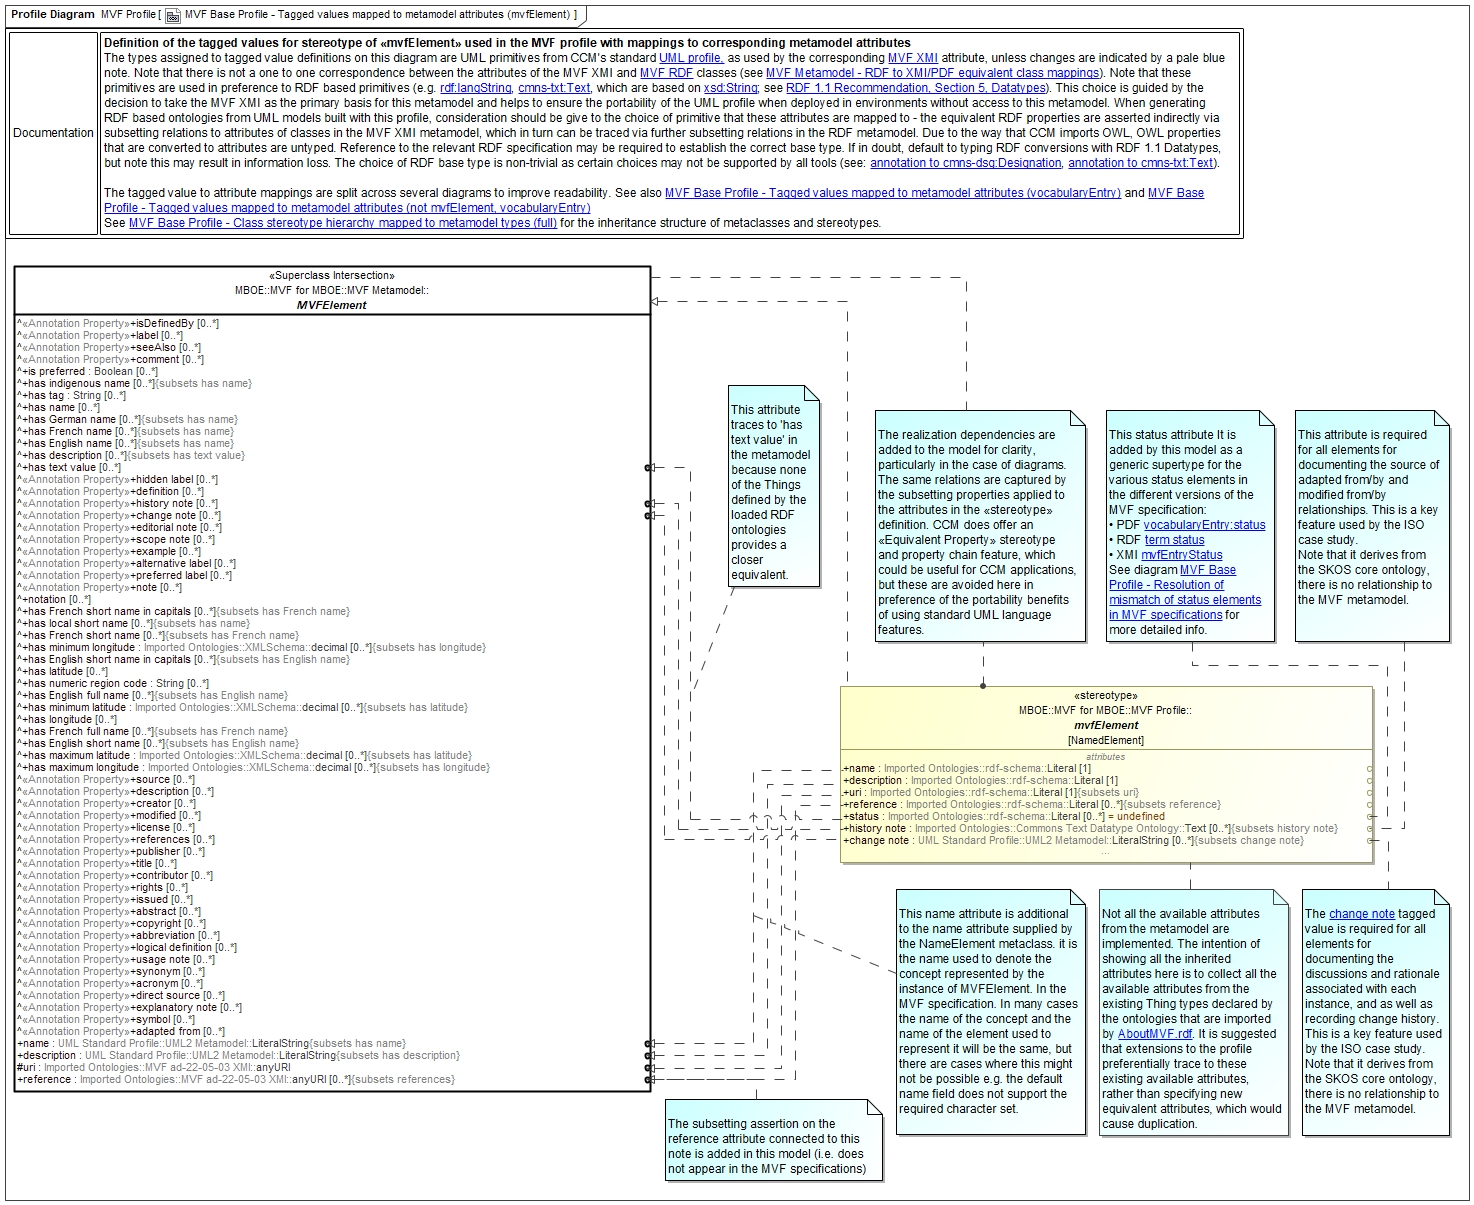 Profile Diagram MVF Profile [ MVF Base Profile - Tagged values mapped to metamodel attributes (mvfElement) ]
Documentation
Definition of the tagged values for stereotype of «mvfElement» used in the MVF profile with mappings to corresponding metamodel attributes
The types assigned to tagged value definitions on this diagram are UML primitives from CCM's standard UML profile, as used by the corresponding MVF XMI attribute, unless changes are indicated by a pale blue
note. Note that there is not a one to one correspondence between the attributes of the MVF XMI and MVF RDF classes (see MVF Metamodel - RDF to XMI/PDF equivalent class mappings). Note that these
primitives are used in preference to RDF based primitives (e.g. rdf:langString, cmns-txt:Text, which are based on xsd:String; see RDF 1.1 Recommendation, Section 5, Datatypes). This choice is guided by the
decision to take the MVF XMI as the primary basis for this metamodel and helps to ensure the portability of the UML profile when deployed in environments without access to this metamodel. When generating
RDF based ontologies from UML models built with this profile, consideration should be give to the choice of primitive that these attributes are mapped to - the equivalent RDF properties are asserted indirectly via
subsetting relations to attributes of classes in the MVF XMI metamodel, which in turn can be traced via further subsetting relations in the RDF metamodel. Due to the way that CCM imports OWL, OWL properties
that are converted to attributes are untyped. Reference to the relevant RDF specification may be required to establish the correct base type. If in doubt, default to typing RDF conversions with RDF 1.1 Datatypes,
but note this may result in information loss. The choice of RDF base type is non-trivial as certain choices may not be supported by all tools (see: annotation to cmns-dsg:Designation, annotation to cmns-txt:Text).
The tagged value to attribute mappings are split across several diagrams to improve readability. See also MVF Base Profile - Tagged values mapped to metamodel attributes (vocabularyEntry) and MVF Base
Profile - Tagged values mapped to metamodel attributes (not mvfElement, vocabularyEntry)
See MVF Base Profile - Class stereotype hierarchy mapped to metamodel types (full) for the inheritance structure of metaclasses and stereotypes.
«Superclass Intersection»
MBOE::MVF for MBOE::MVF Metamodel::
MVFElement
^«Annotation Property»+isDefinedBy [0..*]
^«Annotation Property»+label [0..*]
^«Annotation Property»+seeAlso [0..*]
^«Annotation Property»+comment [0..*]
^+is preferred : Boolean [0..*]
^+has indigenous name [0..*]{subsets has name}
^+has tag : String [0..*]
^+has name [0..*]
^+has German name [0..*]{subsets has name}
^+has French name [0..*]{subsets has name}
^+has English name [0..*]{subsets has name}
^+has description [0..*]{subsets has text value}
^+has text value [0..*]
^«Annotation Property»+hidden label [0..*]
^«Annotation Property»+definition [0..*]
^«Annotation Property»+history note [0..*]
^«Annotation Property»+change note [0..*]
^«Annotation Property»+editorial note [0..*]
^«Annotation Property»+scope note [0..*]
^«Annotation Property»+example [0..*]
^«Annotation Property»+alternative label [0..*]
^«Annotation Property»+preferred label [0..*]
^«Annotation Property»+note [0..*]
^+notation [0..*]
^+has French short name in capitals [0..*]{subsets has French name}
^+has local short name [0..*]{subsets has name}
^+has French short name [0..*]{subsets has French name}
^+has minimum longitude : Imported Ontologies::XMLSchema::decimal [0..*]{subsets has longitude}
^+has English short name in capitals [0..*]{subsets has English name}
^+has latitude [0..*]
^+has numeric region code : String [0..*]
^+has English full name [0..*]{subsets has English name}
^+has minimum latitude : Imported Ontologies::XMLSchema::decimal [0..*]{subsets has latitude}
^+has longitude [0..*]
^+has French full name [0..*]{subsets has French name}
^+has English short name [0..*]{subsets has English name}
^+has maximum latitude : Imported Ontologies::XMLSchema::decimal [0..*]{subsets has latitude}
^+has maximum longitude : Imported Ontologies::XMLSchema::decimal [0..*]{subsets has longitude}
^«Annotation Property»+source [0..*]
^«Annotation Property»+description [0..*]
^«Annotation Property»+creator [0..*]
^«Annotation Property»+modified [0..*]
^«Annotation Property»+license [0..*]
^«Annotation Property»+references [0..*]
^«Annotation Property»+publisher [0..*]
^«Annotation Property»+title [0..*]
^«Annotation Property»+contributor [0..*]
^«Annotation Property»+rights [0..*]
^«Annotation Property»+issued [0..*]
^«Annotation Property»+abstract [0..*]
^«Annotation Property»+copyright [0..*]
^«Annotation Property»+abbreviation [0..*]
^«Annotation Property»+logical definition [0..*]
^«Annotation Property»+usage note [0..*]
^«Annotation Property»+synonym [0..*]
^«Annotation Property»+acronym [0..*]
^«Annotation Property»+direct source [0..*]
^«Annotation Property»+explanatory note [0..*]
^«Annotation Property»+symbol [0..*]
^«Annotation Property»+adapted from [0..*]
+name : UML Standard Profile::UML2 Metamodel::LiteralString{subsets has name}
+description : UML Standard Profile::UML2 Metamodel::LiteralString{subsets has description}
#uri : Imported Ontologies::MVF ad-22-05-03 XMI::anyURI
+reference : Imported Ontologies::MVF ad-22-05-03 XMI::anyURI [0..*]{subsets references}
This attribute
traces to 'has
text value' in
the metamodel
because none
of the Things
defined by the
loaded RDF
ontologies
provides a
closer
equivalent.
The realization dependencies are
added to the model for clarity,
particularly in the case of diagrams.
The same relations are captured by
the subsetting properties applied to
the attributes in the «stereotype»
definition. CCM does offer an
«Equivalent Property» stereotype
and property chain feature, which
could be useful for CCM applications,
but these are avoided here in
preference of the portability benefits
of using standard UML language
features.
This status attribute It is
added by this model as a
generic supertype for the
various status elements in
the different versions of the
MVF specification:
• PDF vocabularyEntry:status
• RDF term status
• XMI mvfEntryStatus
See diagram MVF Base
Profile - Resolution of
mismatch of status elements
in MVF specifications for
more detailed info.
This attribute is required
for all elements for
documenting the source of
adapted from/by and
modified from/by
relationships. This is a key
feature used by the ISO
case study.
Note that it derives from
the SKOS core ontology,
there is no relationship to
the MVF metamodel.
«stereotype»
MBOE::MVF for MBOE::MVF Profile::
mvfElement
[NamedElement]
attributes
+name : Imported Ontologies::rdf-schema::Literal [1]
+description : Imported Ontologies::rdf-schema::Literal [1]
+uri : Imported Ontologies::rdf-schema::Literal [1]{subsets uri}
+reference : Imported Ontologies::rdf-schema::Literal [0..*]{subsets reference}
+status : Imported Ontologies::rdf-schema::Literal [0..*] = undefined
+history note : Imported Ontologies::Commons Text Datatype Ontology::Text [0..*]{subsets history note}
+change note : UML Standard Profile::UML2 Metamodel::LiteralString [0..*]{subsets change note}
...
This name attribute is additional
to the name attribute supplied by
the NameElement metaclass. it is
the name used to denote the
concept represented by the
instance of MVFElement. In the
MVF specification. In many cases
the name of the concept and the
name of the element used to
represent it will be the same, but
there are cases where this might
not be possible e.g. the default
name field does not support the
required character set.
Not all the available attributes
from the metamodel are
implemented. The intention of
showing all the inherited
attributes here is to collect all the
available attributes from the
existing Thing types declared by
the ontologies that are imported
by AboutMVF.rdf. It is suggested
that extensions to the profile
preferentially trace to these
existing available attributes,
rather than specifying new
equivalent attributes, which would
cause duplication.
The change note tagged
value is required for all
elements for
documenting the
discussions and rationale
associated with each
instance, and as well as
recording change history.
This is a key feature used
by the ISO case study.
Note that it derives from
the SKOS core ontology,
there is no relationship to
the MVF metamodel.
The subsetting assertion on the
reference attribute connected to this
note is added in this model (i.e. does
not appear in the MVF specifications)